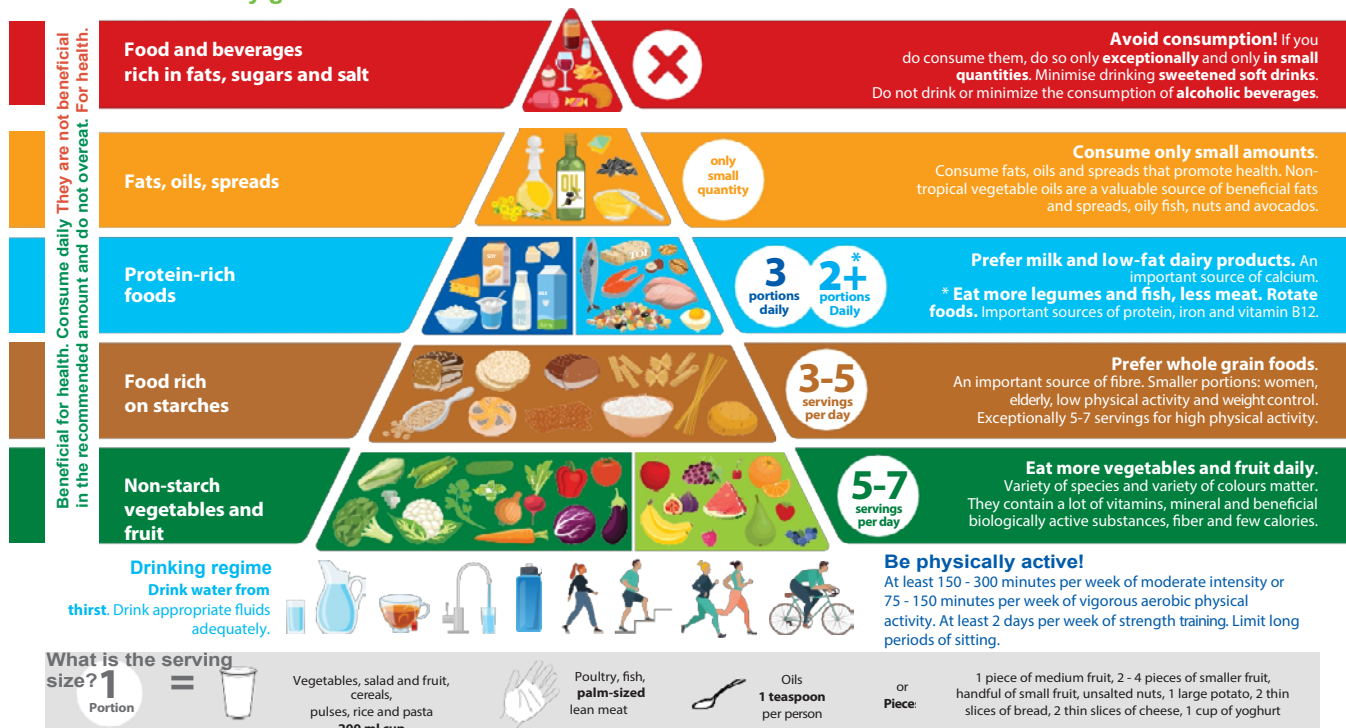 Beneficial for health. Consume daily They are not beneficial
in the recommended amount and do not overeat. For health.
Food and beverages
rich in fats, sugars and salt
Avoid consumption! If you
do consume them, do so only exceptionally and only in small
quantities. Minimise drinking sweetened soft drinks.
Do not drink or minimize the consumption of alcoholic beverages.
Fats, oils, spreads
OIL
only
small
quantity
Consume only small amounts.
Consume fats, oils and spreads that promote health. Non-
tropical vegetable oils are a valuable source of beneficial fats
and spreads, oily fish, nuts and avocados.
Protein-rich
foods
3
portions
daily
2+*
portions
Daily
Prefer milk and low-fat dairy products. An
important source of calcium.
* Eat more legumes and fish, less meat. Rotate
foods. Important sources of protein, iron and vitamin B12.
Food rich
on starches
3-5
servings
per day
Prefer whole grain foods.
An important source of fibre. Smaller portions: women,
elderly, low physical activity and weight control.
Exceptionally 5-7 servings for high physical activity.
Non-starch
vegetables and
fruit
5-7
servings
per day
Eat more vegetables and fruit daily.
Variety of species and variety of colours matter.
They contain a lot of vitamins, mineral and beneficial
biologically active substances, fiber and few calories.
Drinking regime
Drink water from
thirst. Drink appropriate fluids
adequately.
Be physically active!
At least 150 - 300 minutes per week of moderate intensity or
75 - 150 minutes per week of vigorous aerobic physical
activity. At least 2 days per week of strength training. Limit long
periods of sitting.
What is the serving
size?
1
Portion
=
Vegetables, salad and fruit,
cereals,
pulses, rice and pasta
200 ml cup
Poultry, fish,
palm-sized
lean meat
Oils
1 teaspoon
per person
or
Piece:
1 piece of medium fruit, 2 - 4 pieces of smaller fruit,
handful of small fruit, unsalted nuts, 1 large potato, 2 thin
slices of bread, 2 thin slices of cheese, 1 cup of yoghurt